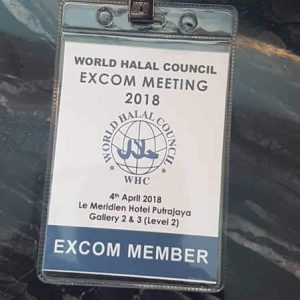 WORLD HALAL COUNCIL
EXCOM MEETING
2018
WORLD HALAL COUNCIL
حلال
WHC
4th April 2018
Le Meridien Hotel Putrajaya
Gallery 2 & 3 (Level 2)
EXCOM MEMBER